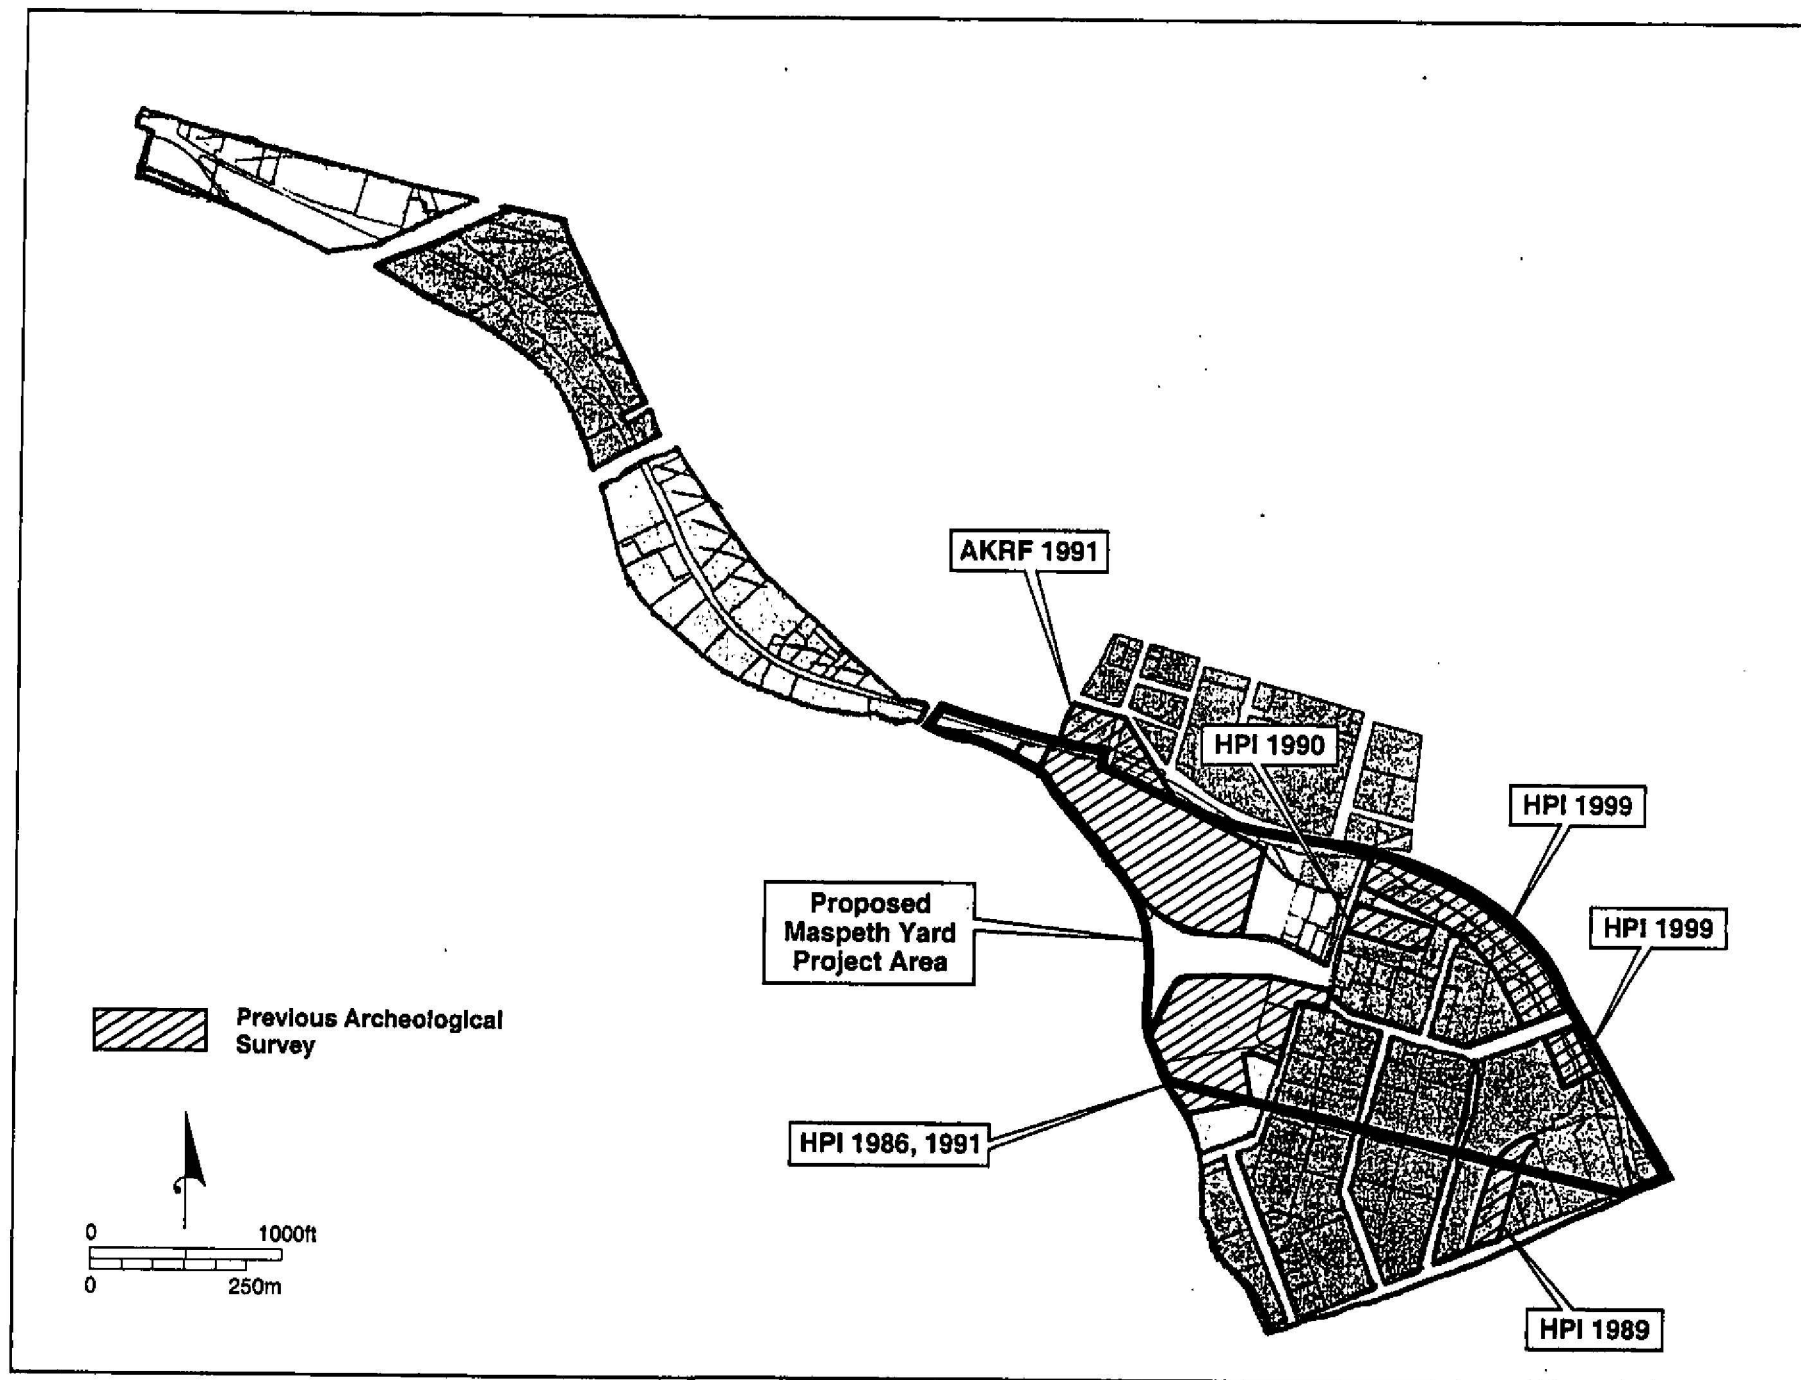 AKRF 1991
HPI 1990
HPI 1999
HPI 1999
Proposed
Maspeth Yard
Project Area
Previous Archeological
Survey
HPI 1986, 1991
0
1000ft
0
250m
HPI 1989